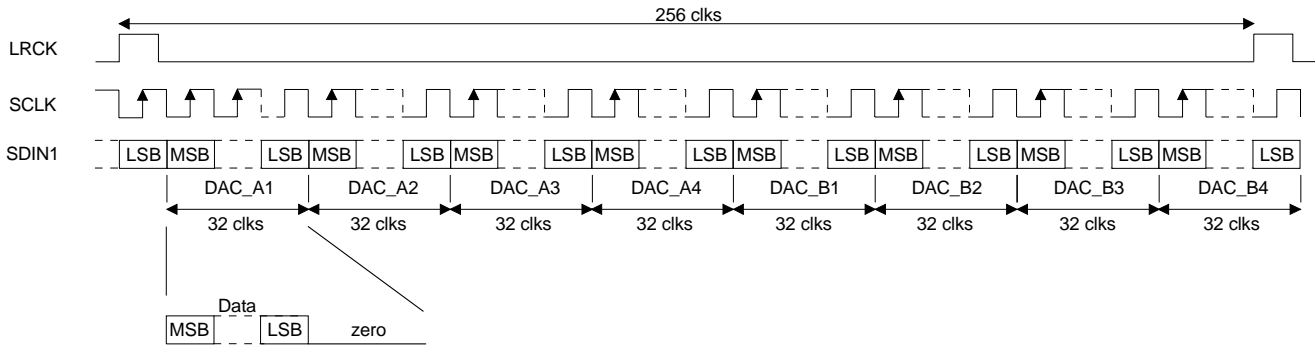 256 clks
LRCK
SCLK
SDIN1
LSB MSB LSB MSB LSB MSB LSB MSB LSB MSB LSB MSB LSB MSB LSB MSB LSB
DAC_A1 DAC_A2 DAC_A3 DAC_A4 DAC_B1 DAC_B2 DAC_B3 DAC_B4
32 clks 32 clks 32 clks 32 clks 32 clks 32 clks 32 clks 32 clks
Data
MSB LSB zero